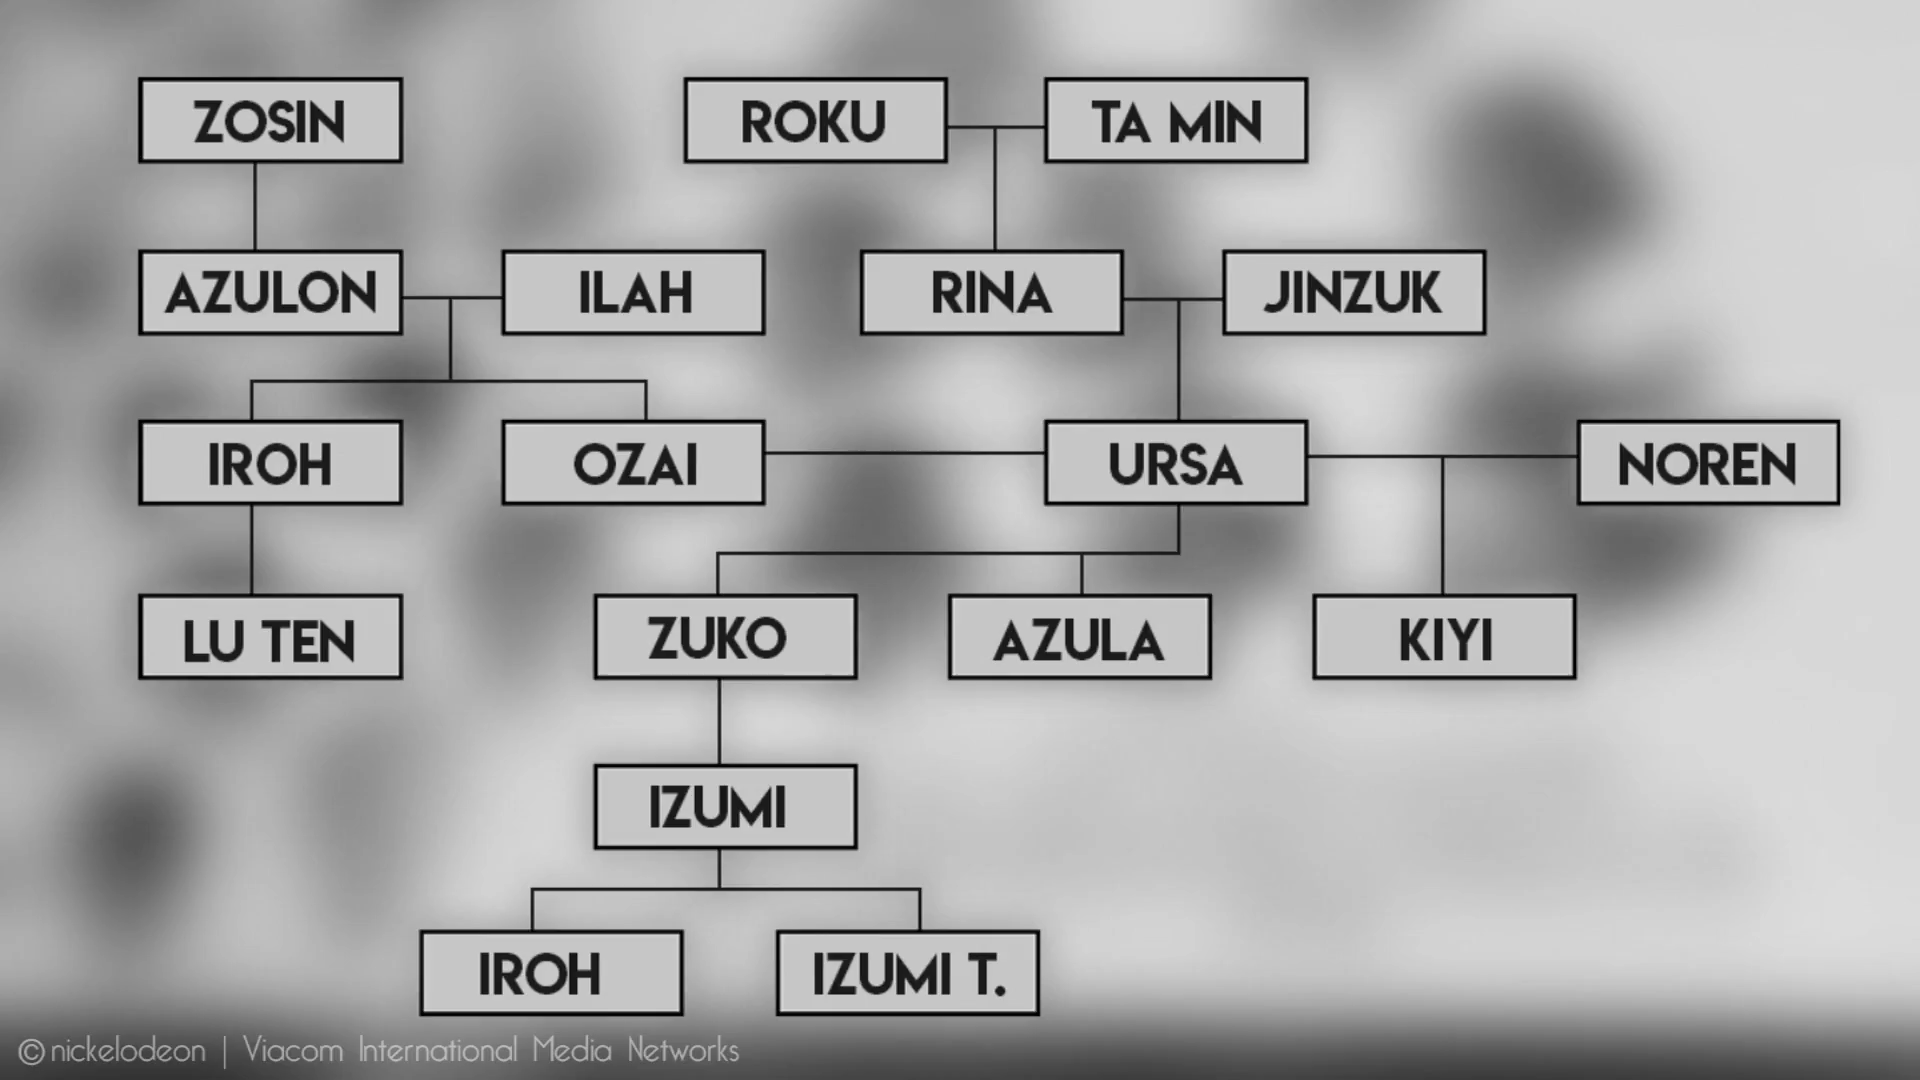 ZOSIN
ROKU
TA MIN
AZULON
ILAH
RINA
JINZUK
IROH
OZAI
URSA
NOREN
LU TEN
ZUKO
AZULA
KIYI
IZUMI
IROH
IZUMI T.
©nickelodeon | Viacom International Media Networks